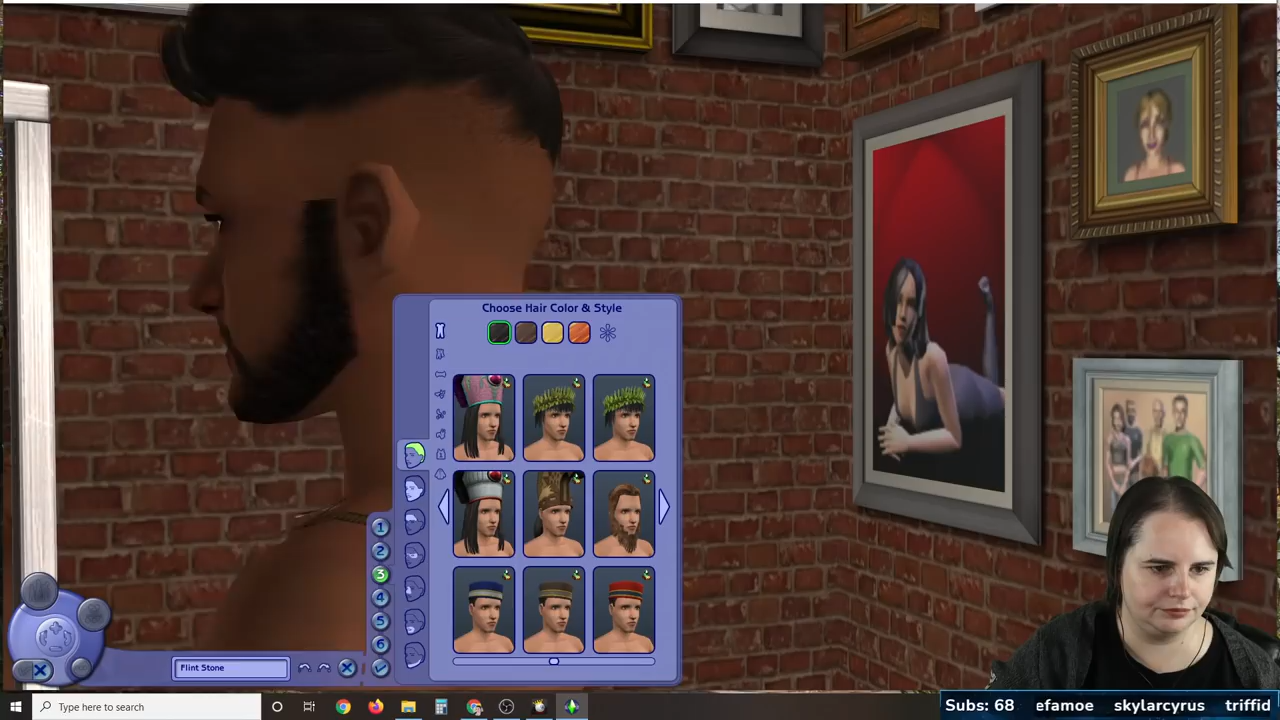 Choose Hair Color & Style
1
2
3
4
5
6
Flint Stone
Type here to search
Subs: 68 efamoe skylarcyrus triffid